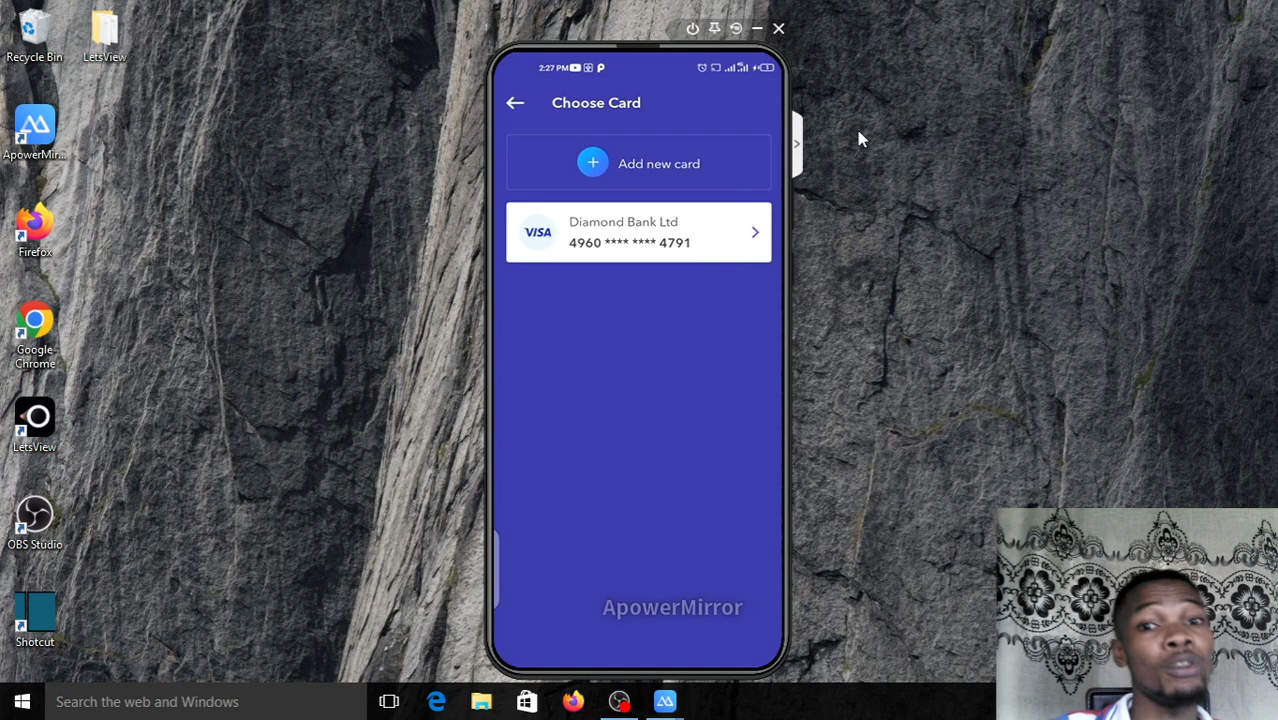 Recycle Bin
LetsView
ApowerMir...
Firefox
Google
Chrome
LetsView
OBS Studio
Shotcut
2:27 PM
Choose Card
+ Add new card
VISA
Diamond Bank Ltd
4960 **** **** 4791
ApowerMirror
Search the web and Windows